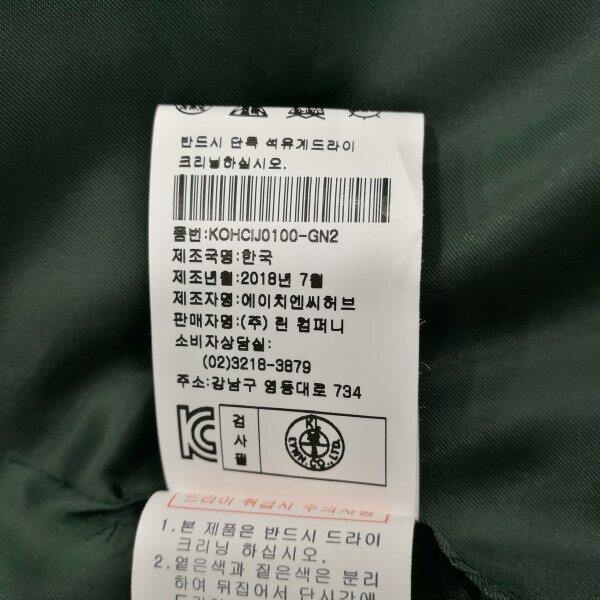 반드시 단독 석유계드라이
크리닝하십시오.
품번:KOHCIJ0100-GN2
제조국명:한국
제조년월:2018년 7월
제조자명:에이치엔씨허브
판매자명:(주) 린 컴퍼니
소비자상담실:
(02)3218-3879
주소:강남구 영동대로 734
KC
검사필
KL
LYNN.CO.,LTD.
드라이 취급시 주의사항
1.본 제품은 반드시 드라이
크리닝 하십시오.
2.옅은색과 짙은색은 분리
하여 뒤집어서 단시간에